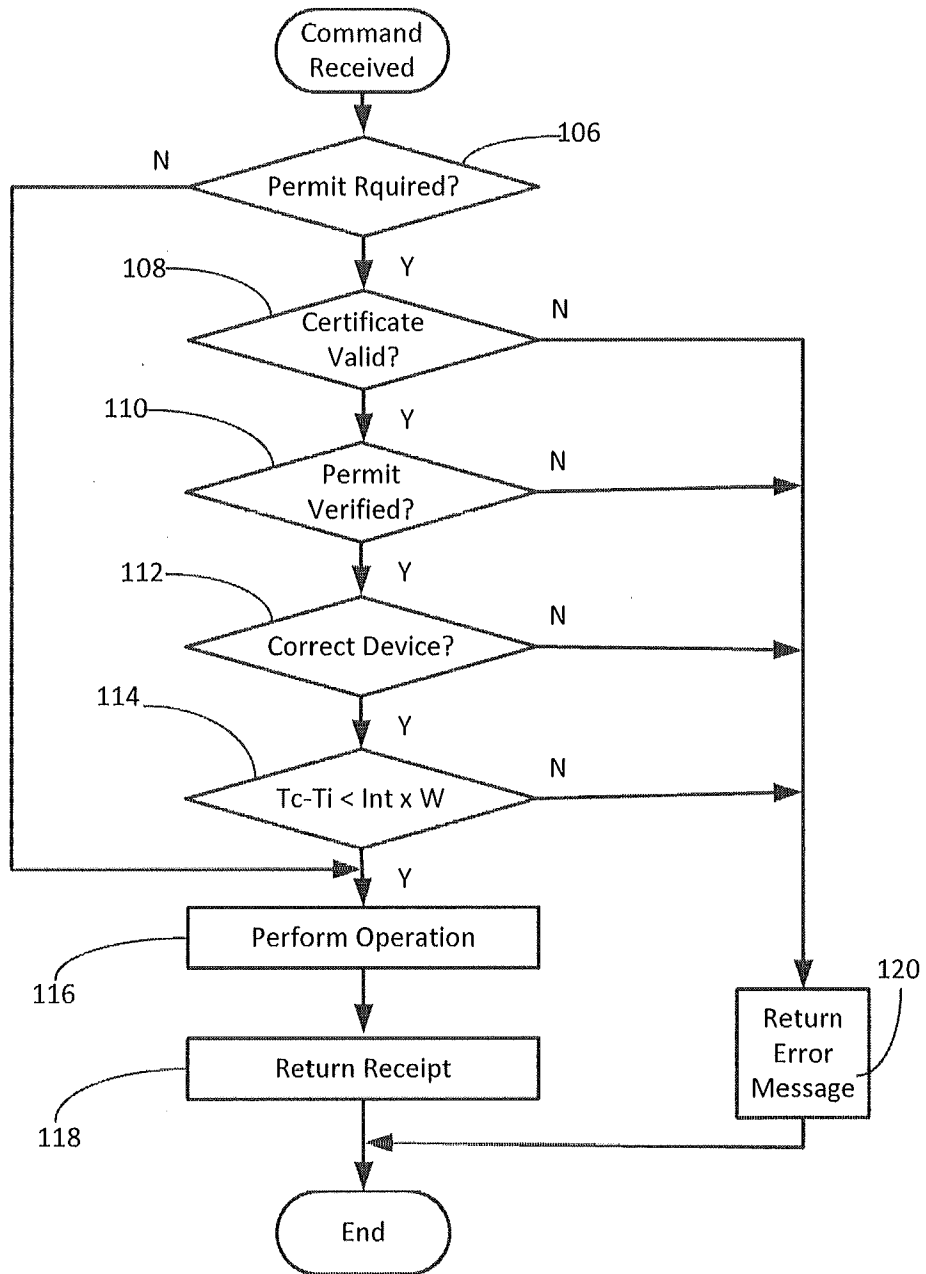 Command
Received
106
N
Permit Rquired?
Y
108
N
Certificate
Valid?
110
Y
N
Permit
Verified?
112
Y
N
Correct Device?
114
Y
N
Tc-Ti < Int x W
Y
Perform Operation
116
120
Return
Error
Message
Return Receipt
118
End